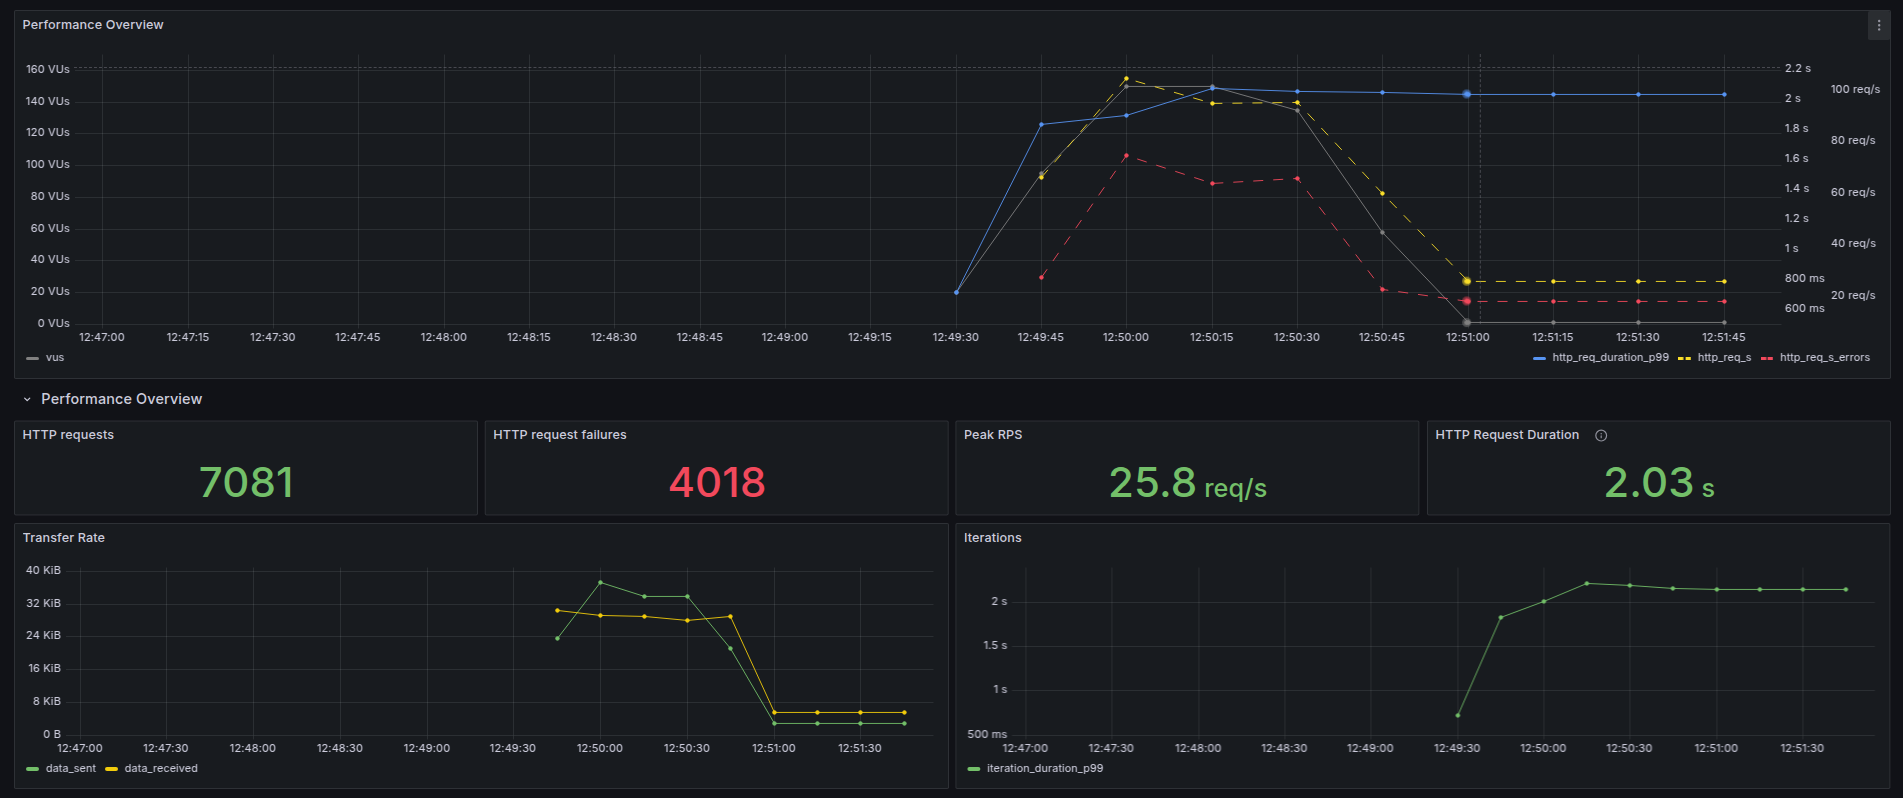 Performance Overview
160 VUs
140 VUs
120 VUs
100 VUs
80 VUs
60 VUs
40 VUs
20 VUs
0 VUs
2.2 s
2 s
1.8 s
1.6 s
1.4 s
1.2 s
1 s
800 ms
600 ms
100 req/s
80 req/s
60 req/s
40 req/s
20 req/s
12:47:00 12:47:15 12:47:30 12:47:45 12:48:00 12:48:15 12:48:30 12:48:45 12:49:00 12:49:15 12:49:30 12:49:45 12:50:00 12:50:15 12:50:30 12:50:45 12:51:00 12:51:15 12:51:30 12:51:45
vus
http_req_duration_p99 http_req_s http_req_s_errors
Performance Overview
HTTP requests
7081
HTTP request failures
4018
Peak RPS
25.8 req/s
HTTP Request Duration
2.03 s
Transfer Rate
40 KiB
32 KiB
24 KiB
16 KiB
8 KiB
0 B
12:47:00 12:47:30 12:48:00 12:48:30 12:49:00 12:49:30 12:50:00 12:50:30 12:51:00 12:51:30
data_sent data_received
Iterations
2 s
1.5 s
1 s
500 ms
12:47:00 12:47:30 12:48:00 12:48:30 12:49:00 12:49:30 12:50:00 12:50:30 12:51:00 12:51:30
iteration_duration_p99